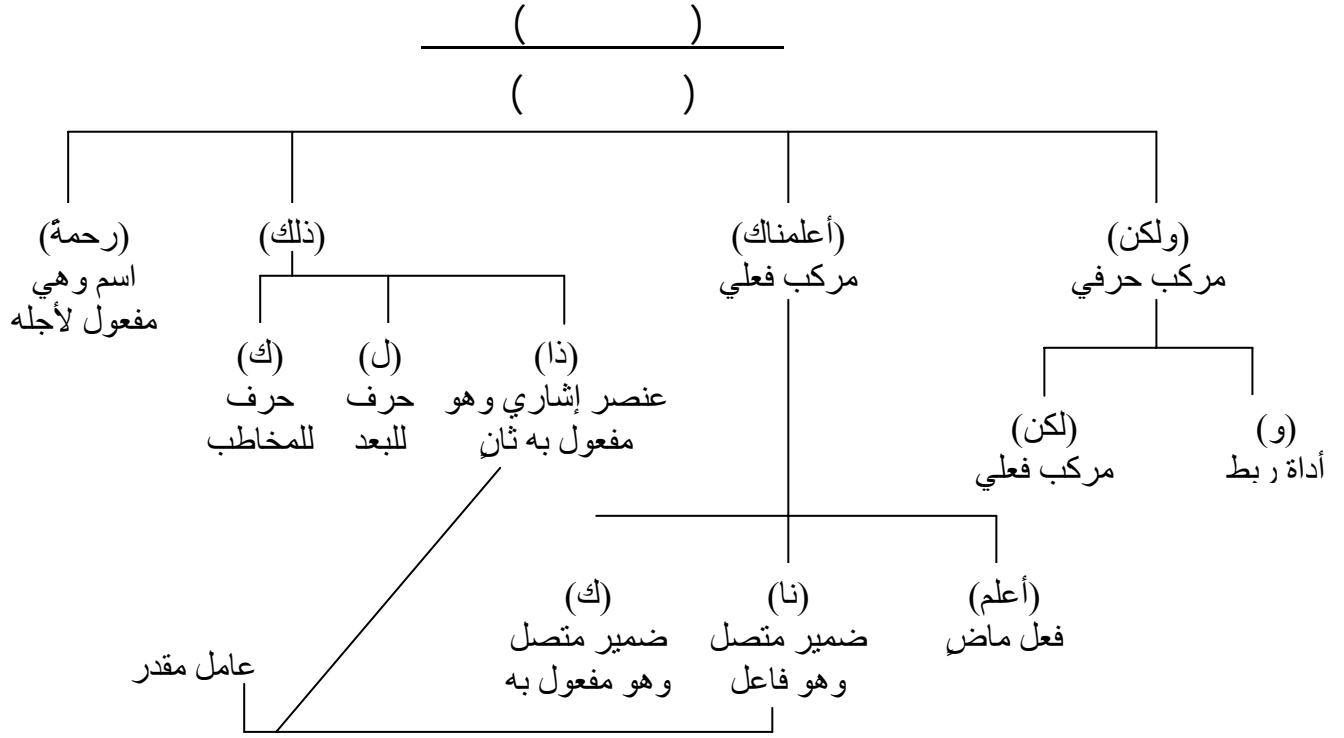 ( )
( )
(ولكن)
مركب حرفي
(أعلمناك)
مركب فعلي
(ذلك)
(رحمةً)
اسم وهي
مفعول لأجله
(و)
أداة ربط
(لكن)
مركب فعلي
(ذا)
عنصر إشاري وهو
مفعول به ثانٍ
(ل)
حرف
للبعد
(ك)
حرف
للمخاطب
(أعلم)
فعل ماضٍ
(نا)
ضمير متصل
وهو فاعل
(ك)
ضمير متصل
وهو مفعول به
عامل مقدر